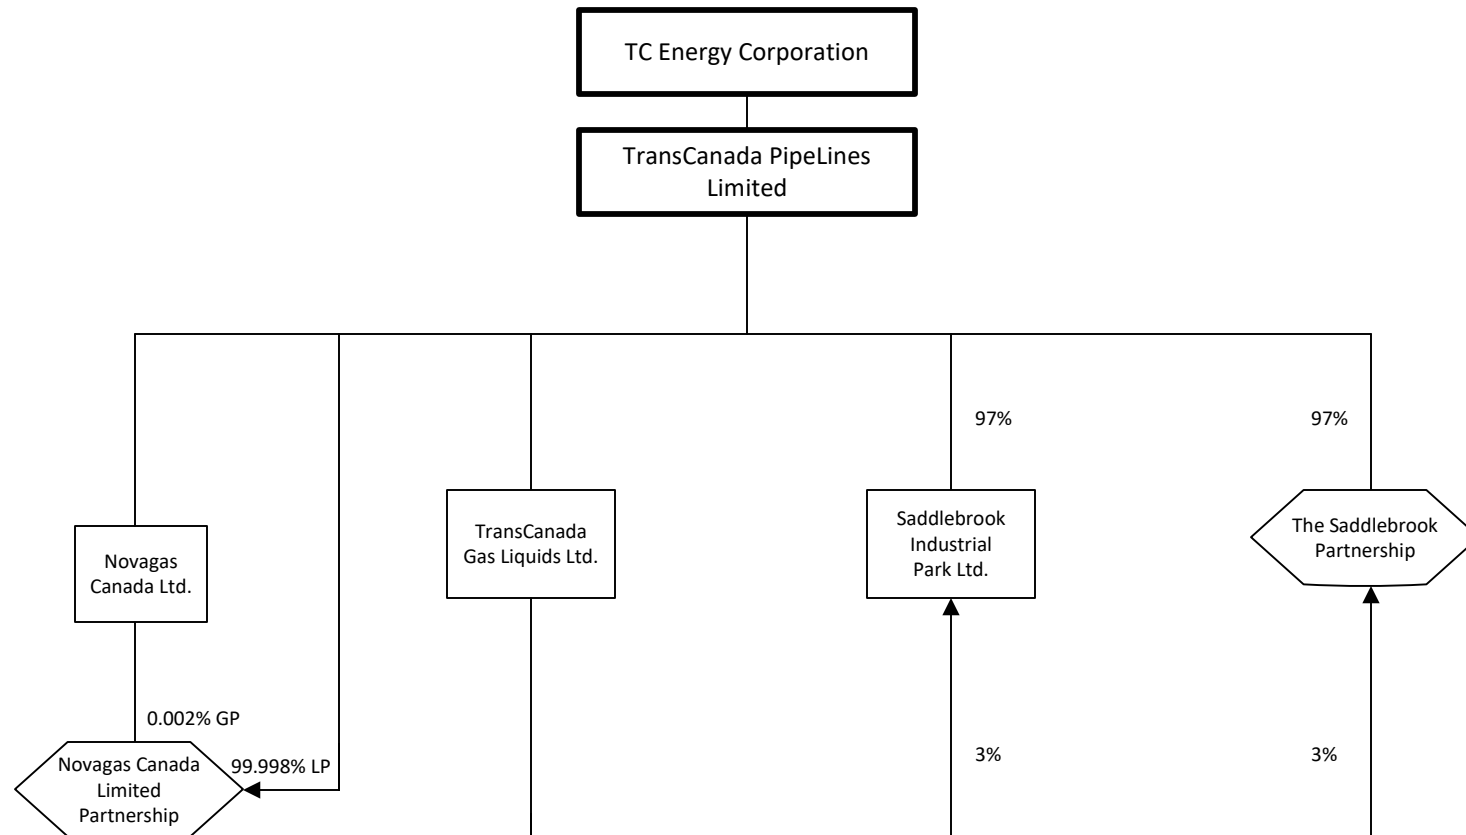 TC Energy Corporation
TransCanada PipeLines
Limited
97%
97%
Novagas
Canada Ltd.
TransCanada
Gas Liquids Ltd.
Saddlebrook
Industrial
Park Ltd.
The Saddlebrook
Partnership
0.002% GP
99.998% LP
Novagas Canada
Limited
Partnership
3%
3%